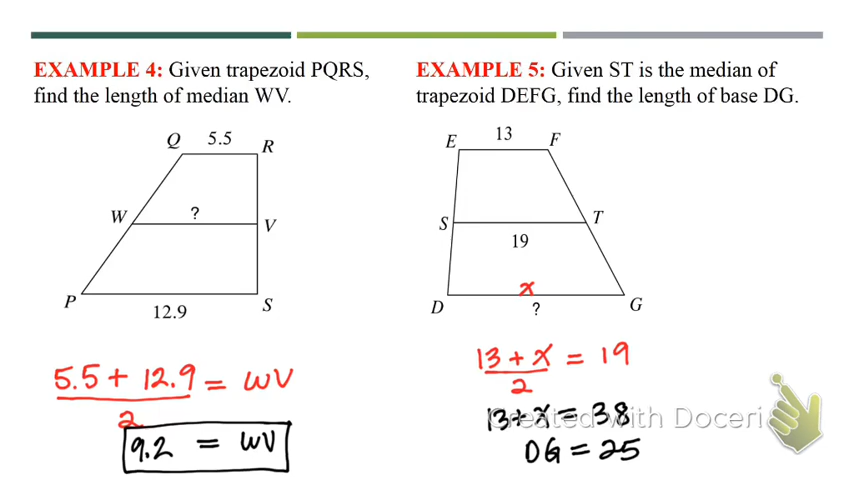 EXAMPLE 4: Given trapezoid PQRS,
find the length of median WV.
Q 5.5 R
W ? V
P 12.9 S
5.5 + 12.9 = WV
2
9.2 = WV
EXAMPLE 5: Given ST is the median of
trapezoid DEFG, find the length of base DG.
E 13 F
S 19 T
x
D ? G
13 + x = 19
2
13 + x = 38
DG = 25
Created with Doceri